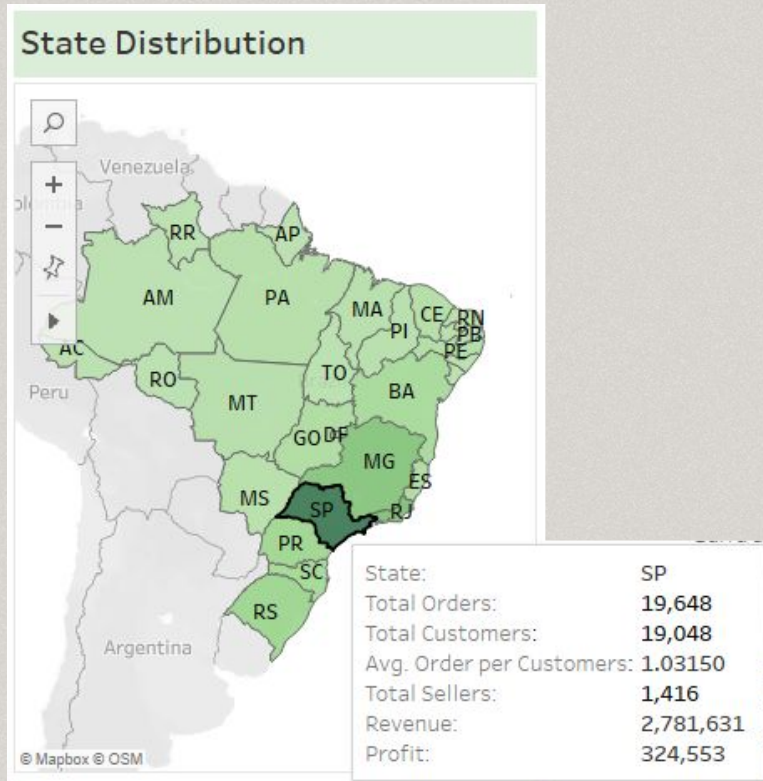 State Distribution
Venezuela
RR
AP
AM
PA
MA
CE
RN
PB
PI
PE
AC
RO
TO
Peru
MT
BA
GO
DF
MG
ES
MS
SP
RJ
PR
SC
RS
Argentina
State: SP
Total Orders: 19,648
Total Customers: 19,048
Avg. Order per Customers: 1.03150
Total Sellers: 1,416
Revenue: 2,781,631
Profit: 324,553
© Mapbox © OSM